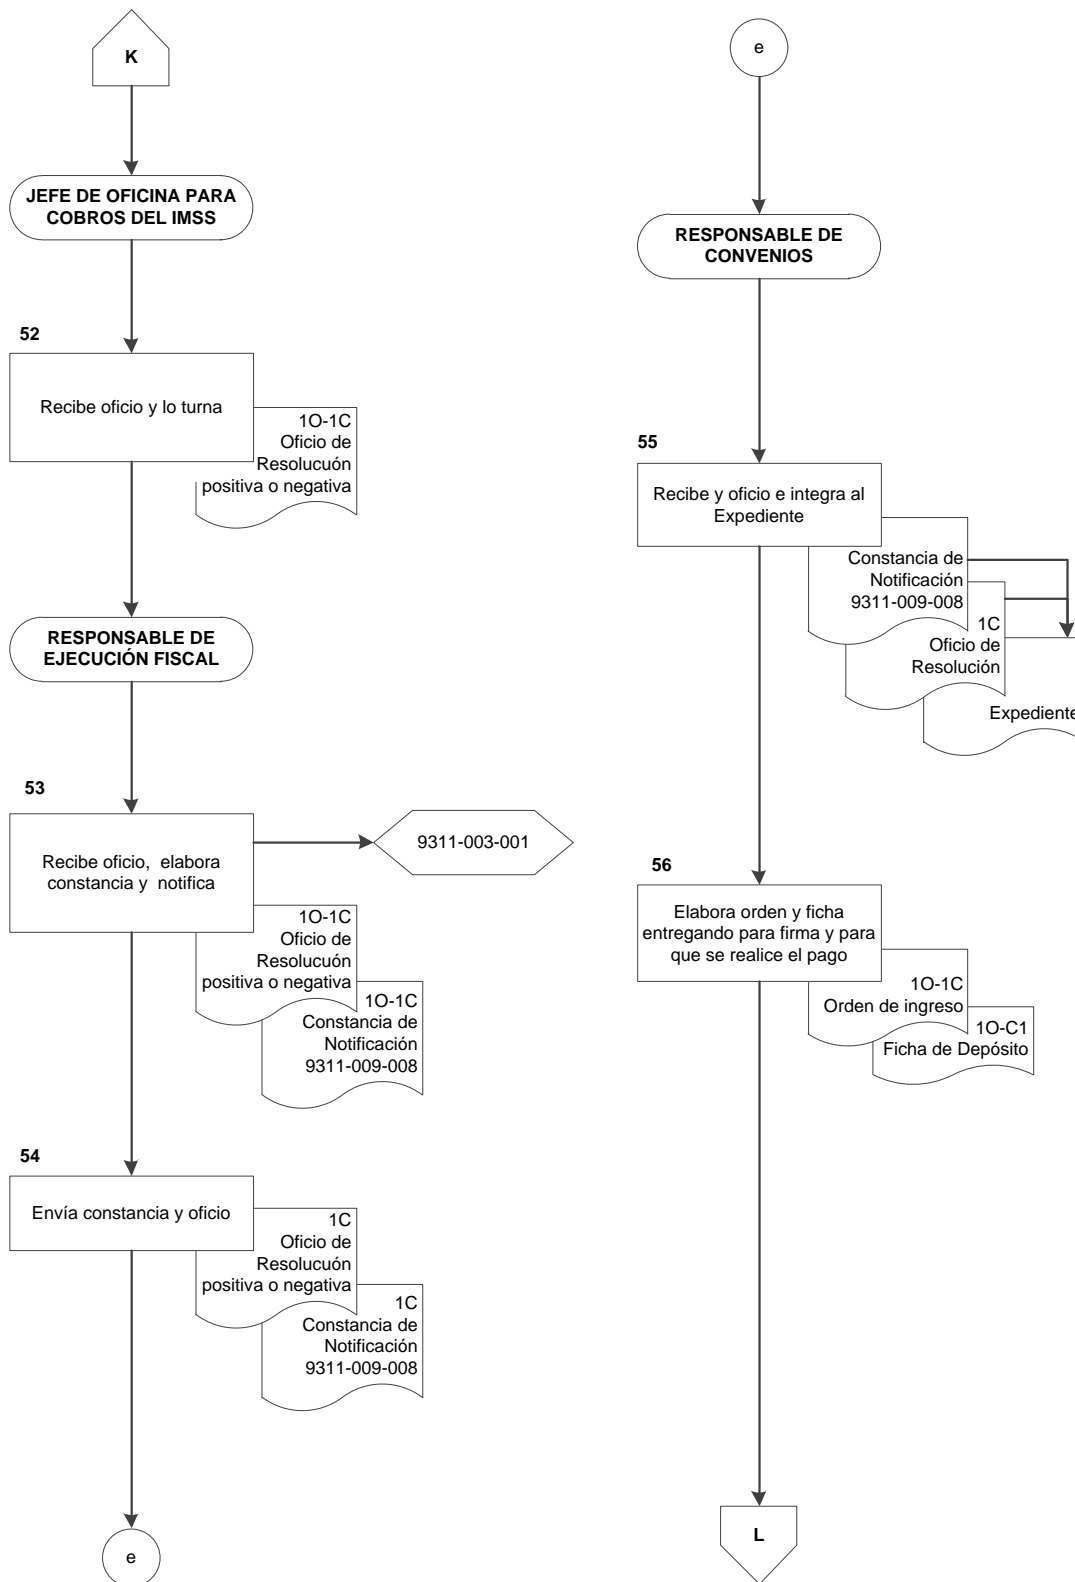 K
JEFE DE OFICINA PARA
COBROS DEL IMSS
52
Recibe oficio y lo turna
1O-1C
Oficio de
Resolucuón
positiva o negativa
RESPONSABLE DE
EJECUCIÓN FISCAL
53
Recibe oficio, elabora
constancia y notifica
9311-003-001
1O-1C
Oficio de
Resolucuón
positiva o negativa
1O-1C
Constancia de
Notificación
9311-009-008
54
Envía constancia y oficio
1C
Oficio de
Resolucuón
positiva o negativa
1C
Constancia de
Notificación
9311-009-008
e
e
RESPONSABLE DE
CONVENIOS
55
Recibe y oficio e integra al
Expediente
Constancia de
Notificación
9311-009-008
1C
Oficio de
Resolución
Expediente
56
Elabora orden y ficha
entregando para firma y para
que se realice el pago
1O-1C
Orden de ingreso
1O-C1
Ficha de Depósito
L